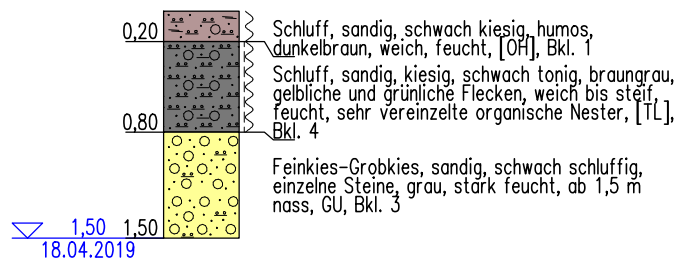 0,20
Schluff, sandig, schwach kiesig, humos,
dunkelbraun, weich, feucht, [OH], Bkl. 1
Schluff, sandig, kiesig, schwach tonig, braungrau,
gelbliche und grünliche Flecken, weich bis steif,
feucht, sehr vereinzelte organische Nester, [TL],
Bkl. 4
0,80
Feinkies-Grobkies, sandig, schwach schluffig,
einzelne Steine, grau, stark feucht, ab 1,5 m
nass, GU, Bkl. 3
1,50 1,50
18.04.2019